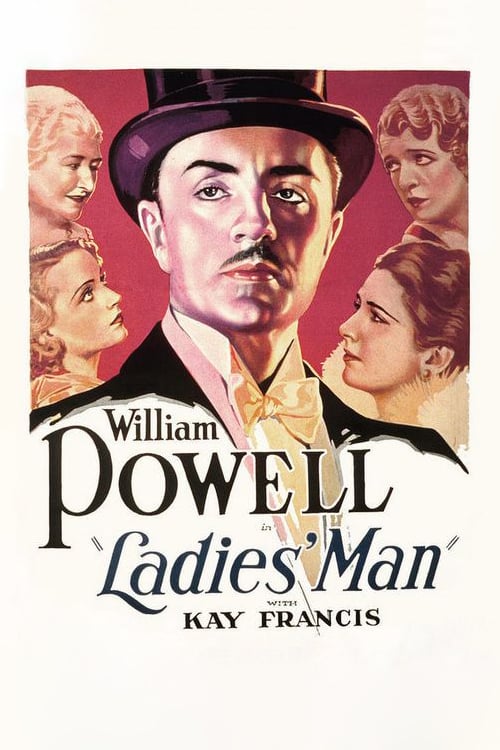 William
POWELL
in
"Ladies' Man"
WITH
KAY FRANCIS